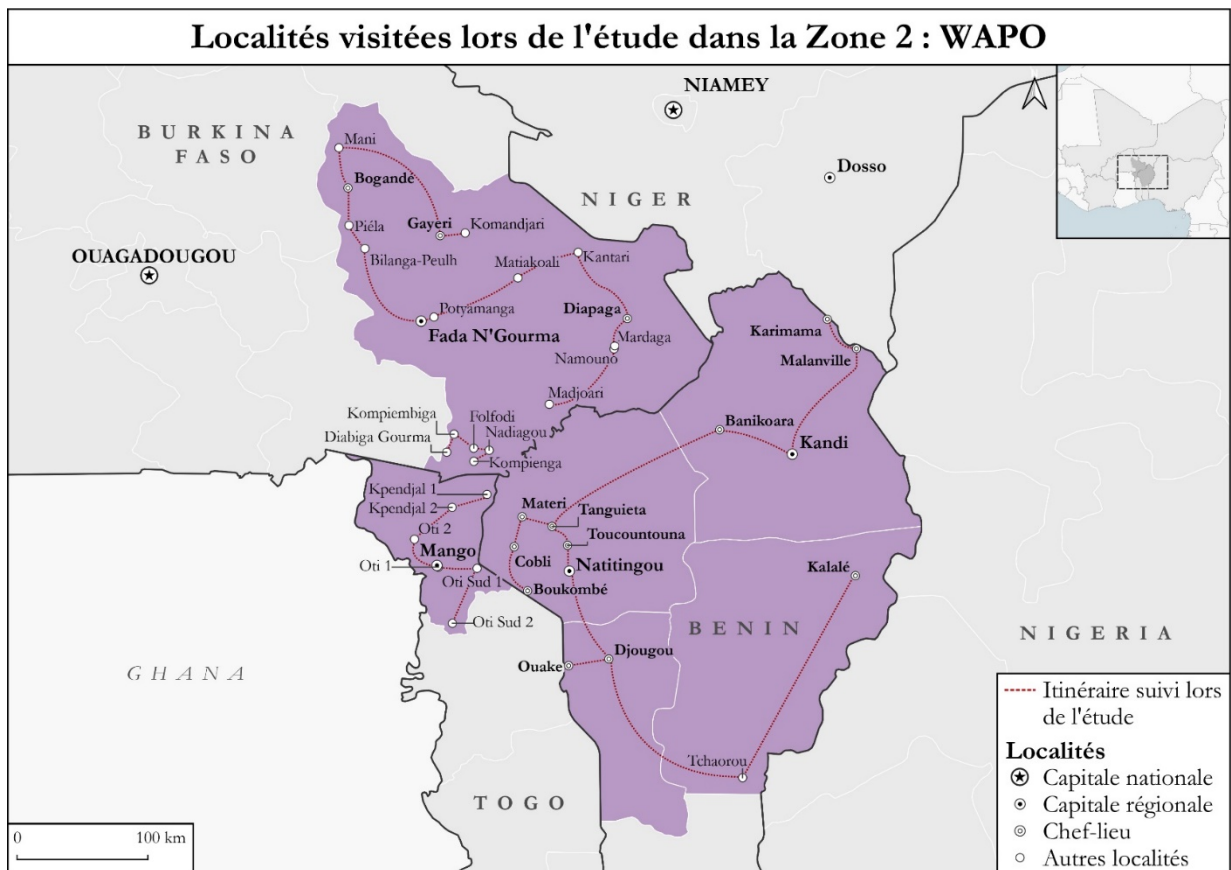 Localités visitées lors de l'étude dans la Zone 2 : WAPO
NIAMEY
BURKINA
FASO
Mani
Dosso
Bogandé
NIGER
Piéla
Gayeri
Komandjari
OUAGADOUGOU
Bilanga-Peulh
Matiakoali
Kantari
Potyamanga
Diapaga
Fada N'Gourma
Mardaga
Namouno
Karimama
Malanville
Madjoari
Kompiembiga
Folfodi
Diabiga Gourma
Nadiagou
Kompienga
Banikoara
Kandi
Kpendjal 1
Kpendjal 2
Materi
Tanguieta
Oti 2
Toucountouna
Mango
Cobli
Natitingou
Kalalé
Oti 1
Oti Sud 1
Boukombé
Oti Sud 2
BENIN
NIGERIA
GHANA
Ouake
Djougou
Tchaorou
TOGO
Itinéraire suivi lors
de l'étude
Localités
Capitale nationale
Capitale régionale
Chef-lieu
Autres localités
0 100 km